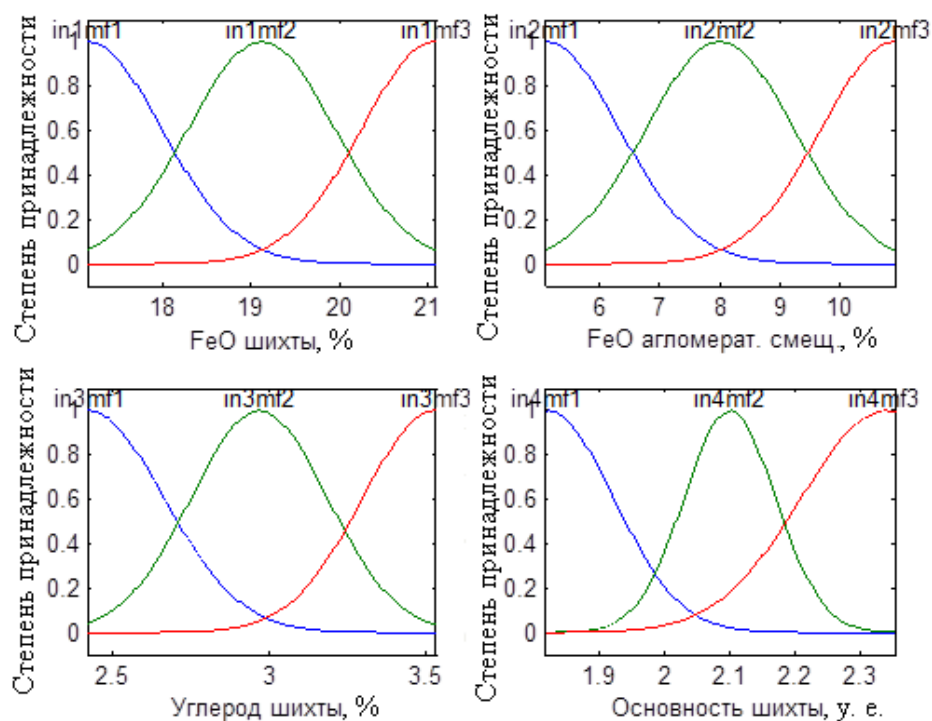 in1mf1 in1mf2 in1mf3
Степень принадлежности
1
0.8
0.6
0.4
0.2
0
18 19 20 21
FeO шихты, %
in2mf1 in2mf2 in2mf3
Степень принадлежности
1
0.8
0.6
0.4
0.2
0
6 7 8 9 10
FeO агломерат. смещ., %
in3mf1 in3mf2 in3mf3
Степень принадлежности
1
0.8
0.6
0.4
0.2
0
2.5 3 3.5
Углерод шихты, %
in4mf1 in4mf2 in4mf3
Степень принадлежности
1
0.8
0.6
0.4
0.2
0
1.9 2 2.1 2.2 2.3
Основность шихты, у. е.